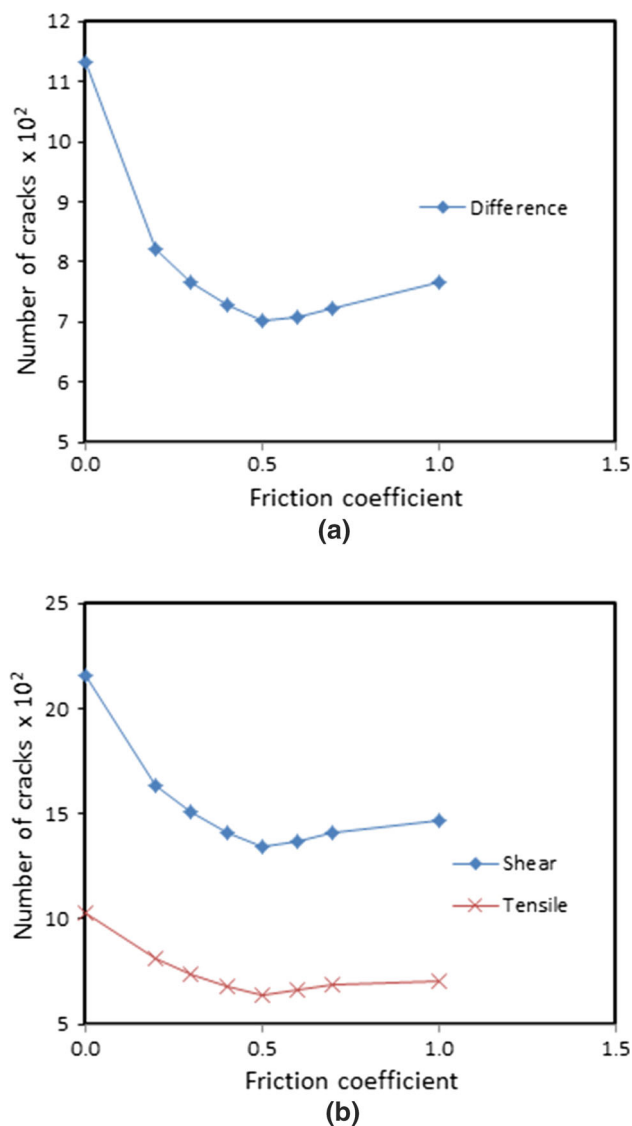 12
11
10
9
8
7
6
5
Number of cracks x 10²
Difference
0.0 0.5 1.0 1.5
Friction coefficient
(a)
25
20
15
10
5
Number of cracks x 10²
Shear
Tensile
0.0 0.5 1.0 1.5
Friction coefficient
(b)